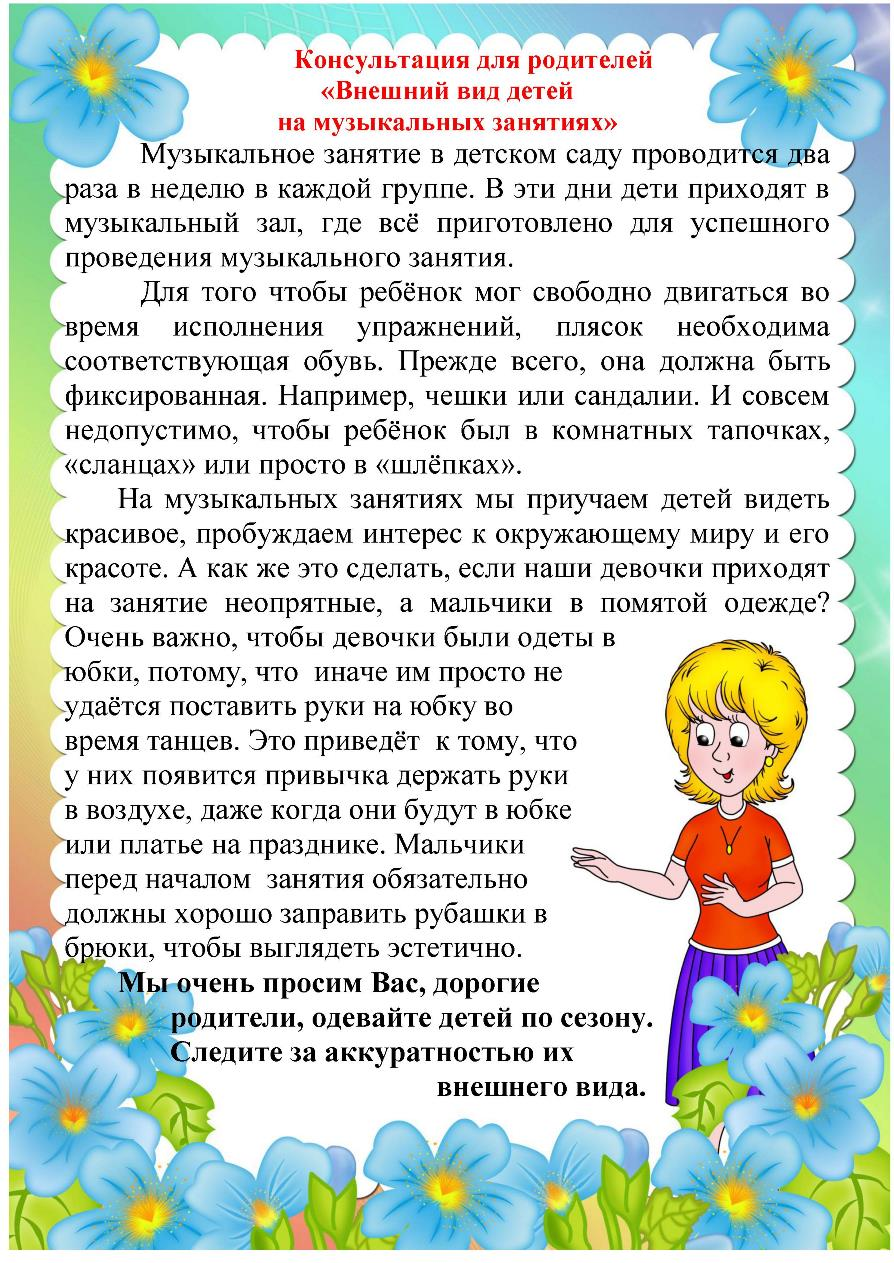 Консультация для родителей
«Внешний вид детей
на музыкальных занятиях»
Музыкальное занятие в детском саду проводится два
раза в неделю в каждой группе. В эти дни дети приходят в
музыкальный зал, где всё приготовлено для успешного
проведения музыкального занятия.
Для того чтобы ребёнок мог свободно двигаться во
время исполнения упражнений, плясок необходима
соответствующая обувь. Прежде всего, она должна быть
фиксированная. Например, чешки или сандалии. И совсем
недопустимо, чтобы ребёнок был в комнатных тапочках,
«сланцах» или просто в «шлёпках».
На музыкальных занятиях мы приучаем детей видеть
красивое, пробуждаем интерес к окружающему миру и его
красоте. А как же это сделать, если наши девочки приходят
на занятие неопрятные, а мальчики в помятой одежде?
Очень важно, чтобы девочки были одеты в
юбки, потому, что иначе им просто не
удаётся поставить руки на юбку во
время танцев. Это приведёт к тому, что
у них появится привычка держать руки
в воздухе, даже когда они будут в юбке
или платье на празднике. Мальчики
перед началом занятия обязательно
должны хорошо заправить рубашки в
брюки, чтобы выглядеть эстетично.
Мы очень просим Вас, дорогие
родители, одевайте детей по сезону.
Следите за аккуратностью их
внешнего вида.